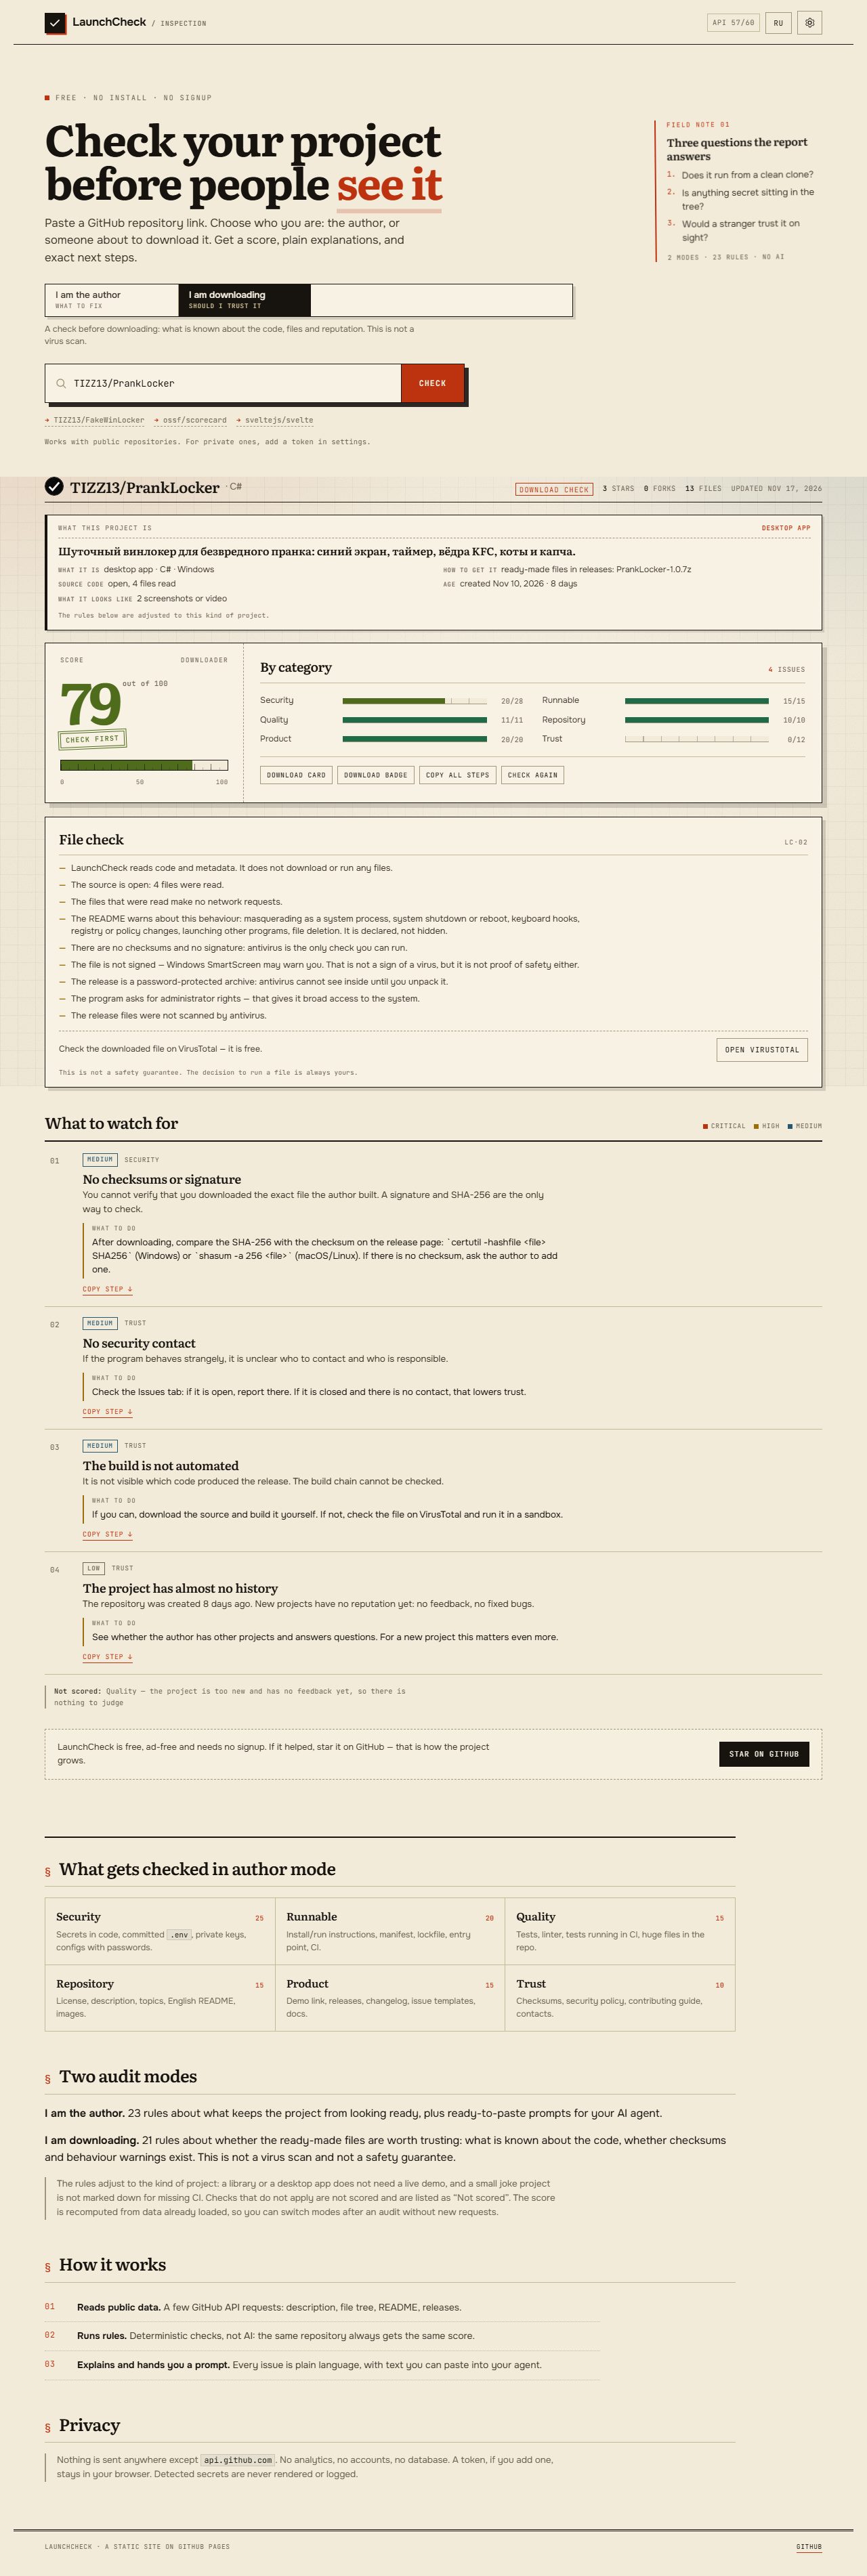 LaunchCheck / INSPECTION
API 57/60 RU
FREE · NO INSTALL · NO SIGNUP
Check your project
before people see it
Paste a GitHub repository link. Choose who you are: the author, or
someone about to download it. Get a score, plain explanations, and
exact next steps.
FIELD NOTE 01
Three questions the report
answers
1. Does it run from a clean clone?
2. Is anything secret sitting in the
tree?
3. Would a stranger trust it on
sight?
2 MODES · 23 RULES · NO AI
I am the author
WHAT TO FIX
I am downloading
SHOULD I TRUST IT
A check before downloading: what is known about the code, files and reputation. This is not a
virus scan.
TIZZ13/PrankLocker
CHECK
→ TIZZ13/FakeWinLocker → ossf/scorecard → sveltejs/svelte
Works with public repositories. For private ones, add a token in settings.
TIZZ13/PrankLocker · C#
DOWNLOAD CHECK 3 STARS 0 FORKS 13 FILES UPDATED NOV 17, 2026
WHAT THIS PROJECT IS
DESKTOP APP
Шуточный винлокер для безвредного пранка: синий экран, таймер, вёдра KFC, коты и капча.
WHAT IT IS desktop app · C# · Windows
HOW TO GET IT ready-made files in releases: PrankLocker-1.0.7z
SOURCE CODE open, 4 files read
AGE created Nov 10, 2026 · 8 days
WHAT IT LOOKS LIKE 2 screenshots or video
The rules below are adjusted to this kind of project.
SCORE DOWNLOADER
79 out of 100
CHECK FIRST
0 50 100
By category
4 ISSUES
Security 20/28
Runnable 15/15
Quality 11/11
Repository 10/10
Product 20/20
Trust 0/12
DOWNLOAD CARD DOWNLOAD BADGE COPY ALL STEPS CHECK AGAIN
File check
LC-02
— LaunchCheck reads code and metadata. It does not download or run any files.
— The source is open: 4 files were read.
— The files that were read make no network requests.
— The README warns about this behaviour: masquerading as a system process, system shutdown or reboot, keyboard hooks,
registry or policy changes, launching other programs, file deletion. It is declared, not hidden.
— There are no checksums and no signature: antivirus is the only check you can run.
— The file is not signed — Windows SmartScreen may warn you. That is not a sign of a virus, but it is not proof of safety either.
— The release is a password-protected archive: antivirus cannot see inside until you unpack it.
— The program asks for administrator rights — that gives it broad access to the system.
— The release files were not scanned by antivirus.
Check the downloaded file on VirusTotal — it is free.
OPEN VIRUSTOTAL
This is not a safety guarantee. The decision to run a file is always yours.
What to watch for
CRITICAL HIGH MEDIUM
01 MEDIUM SECURITY
No checksums or signature
You cannot verify that you downloaded the exact file the author built. A signature and SHA-256 are the only
way to check.
WHAT TO DO
After downloading, compare the SHA-256 with the checksum on the release page: `certutil -hashfile <file>
SHA256` (Windows) or `shasum -a 256 <file>` (macOS/Linux). If there is no checksum, ask the author to add
one.
COPY STEP ↓
02 MEDIUM TRUST
No security contact
If the program behaves strangely, it is unclear who to contact and who is responsible.
WHAT TO DO
Check the Issues tab: if it is open, report there. If it is closed and there is no contact, that lowers trust.
COPY STEP ↓
03 MEDIUM TRUST
The build is not automated
It is not visible which code produced the release. The build chain cannot be checked.
WHAT TO DO
If you can, download the source and build it yourself. If not, check the file on VirusTotal and run it in a sandbox.
COPY STEP ↓
04 LOW TRUST
The project has almost no history
The repository was created 8 days ago. New projects have no reputation yet: no feedback, no fixed bugs.
WHAT TO DO
See whether the author has other projects and answers questions. For a new project this matters even more.
COPY STEP ↓
Not scored: Quality — the project is too new and has no feedback yet, so there is
nothing to judge
LaunchCheck is free, ad-free and needs no signup. If it helped, star it on GitHub — that is how the project
grows.
STAR ON GITHUB
§ What gets checked in author mode
Security 25
Secrets in code, committed .env, private keys,
configs with passwords.
Runnable 20
Install/run instructions, manifest, lockfile, entry
point, CI.
Quality 15
Tests, linter, tests running in CI, huge files in the
repo.
Repository 15
License, description, topics, English README,
images.
Product 15
Demo link, releases, changelog, issue templates,
docs.
Trust 10
Checksums, security policy, contributing guide,
contacts.
§ Two audit modes
I am the author. 23 rules about what keeps the project from looking ready, plus ready-to-paste prompts for your AI agent.
I am downloading. 21 rules about whether the ready-made files are worth trusting: what is known about the code, whether checksums
and behaviour warnings exist. This is not a virus scan and not a safety guarantee.
The rules adjust to the kind of project: a library or a desktop app does not need a live demo, and a small joke project
is not marked down for missing CI. Checks that do not apply are not scored and are listed as “Not scored”. The score
is recomputed from data already loaded, so you can switch modes after an audit without new requests.
§ How it works
01 Reads public data. A few GitHub API requests: description, file tree, README, releases.
02 Runs rules. Deterministic checks, not AI: the same repository always gets the same score.
03 Explains and hands you a prompt. Every issue is plain language, with text you can paste into your agent.
§ Privacy
Nothing is sent anywhere except api.github.com. No analytics, no accounts, no database. A token, if you add one,
stays in your browser. Detected secrets are never rendered or logged.
LAUNCHCHECK · A STATIC SITE ON GITHUB PAGES
GITHUB